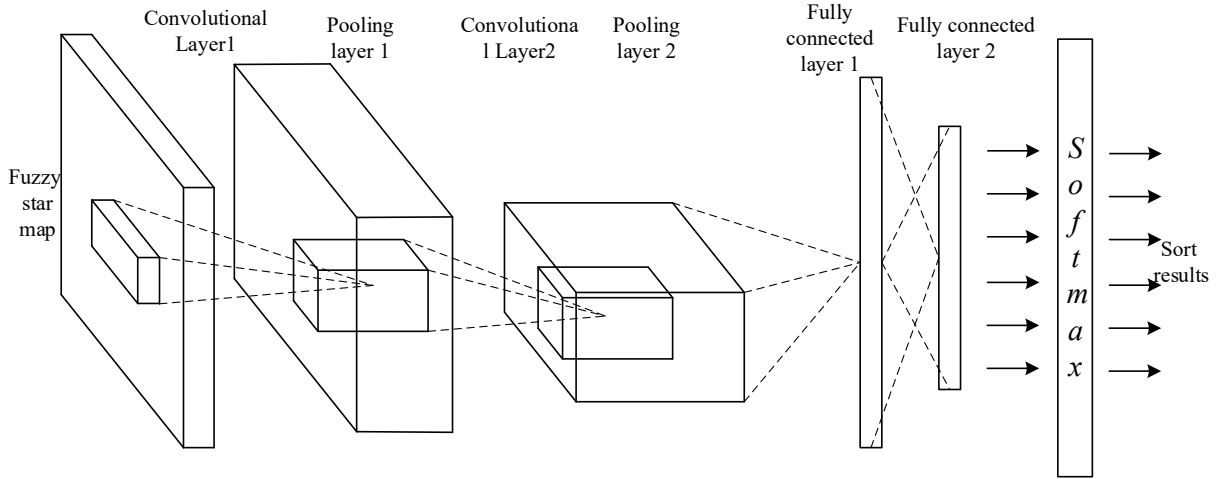 Convolutional
Layer1
Pooling
layer 1
Convolutiona
l Layer2
Pooling
layer 2
Fully
connected
layer 1
Fully connected
layer 2
Fuzzy
star
map
S
o
f
t
m
a
x
Sort
results